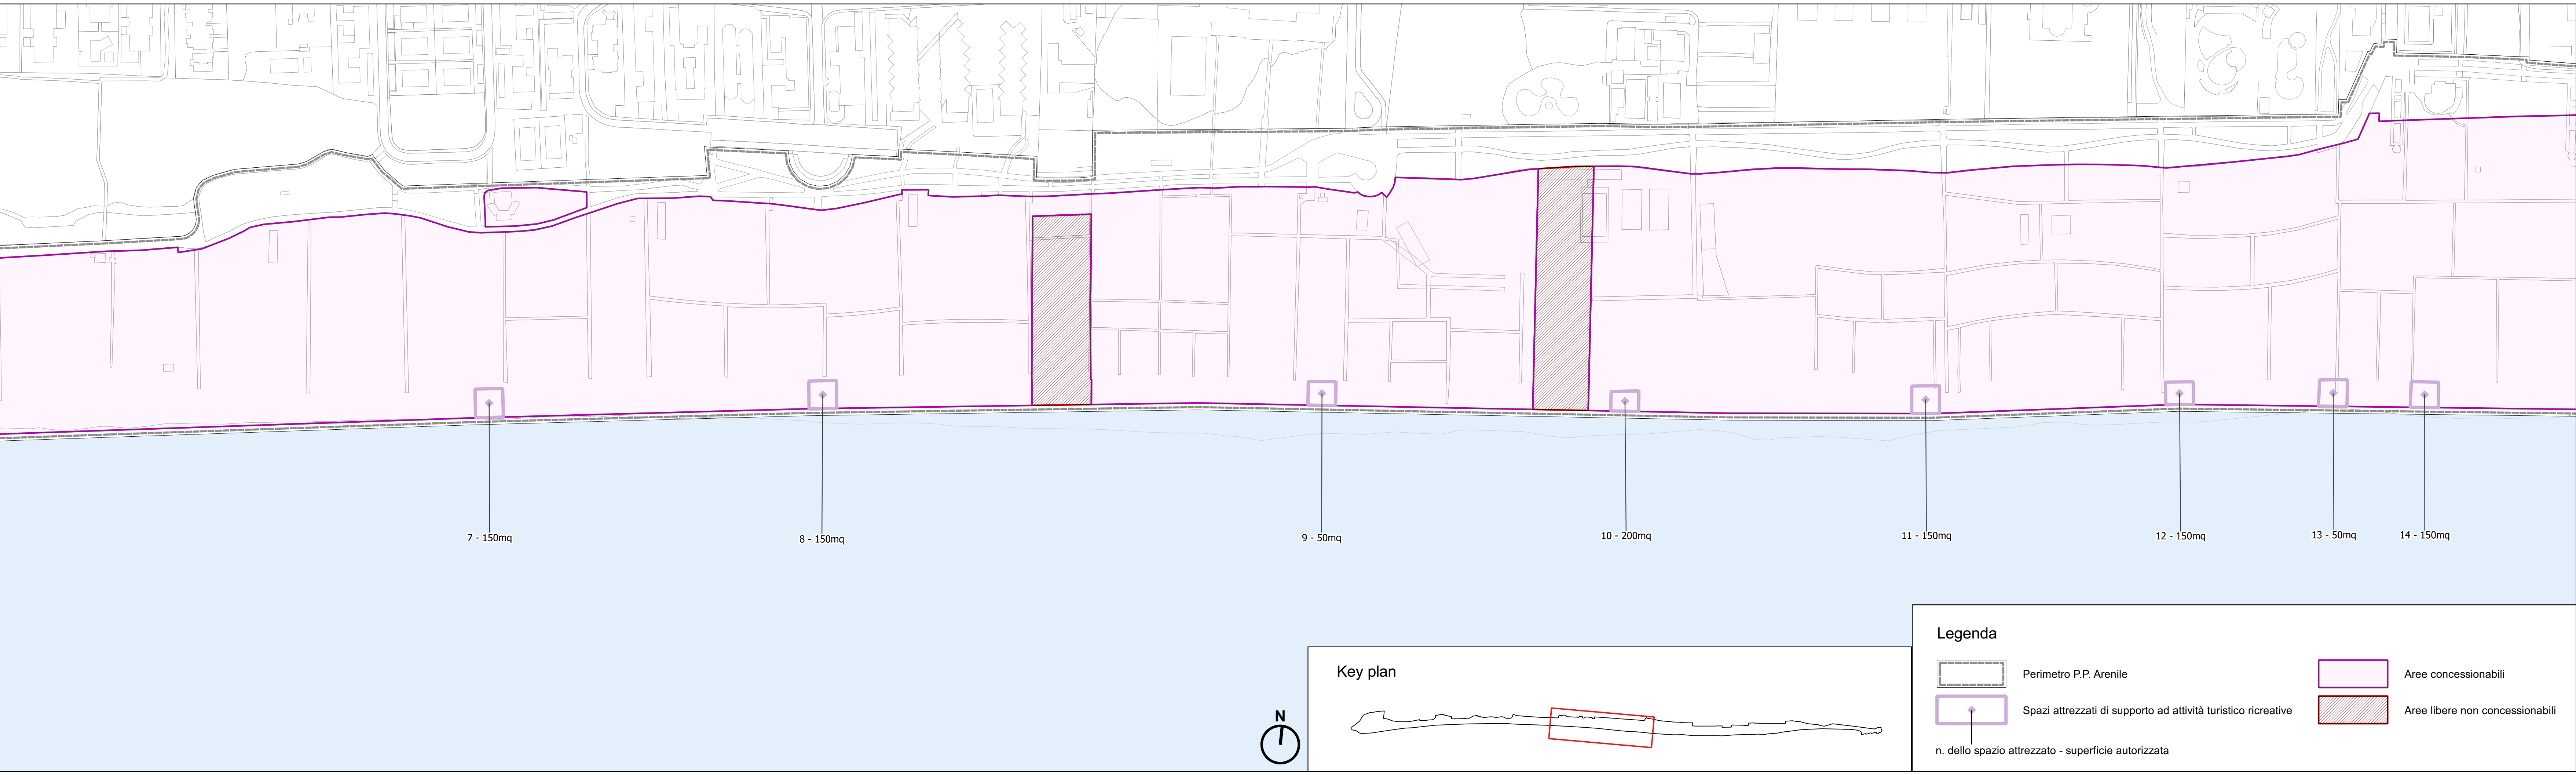 7 - 150mq
8 - 150mq
9 - 50mq
10 - 200mq
11 - 150mq
12 - 150mq
13 - 50mq
14 - 150mq
N
Key plan
Legenda
Perimetro P.P. Arenile
Aree concessionabili
Spazi attrezzati di supporto ad attività turistico ricreative
Aree libere non concessionabili
n. dello spazio attrezzato - superficie autorizzata